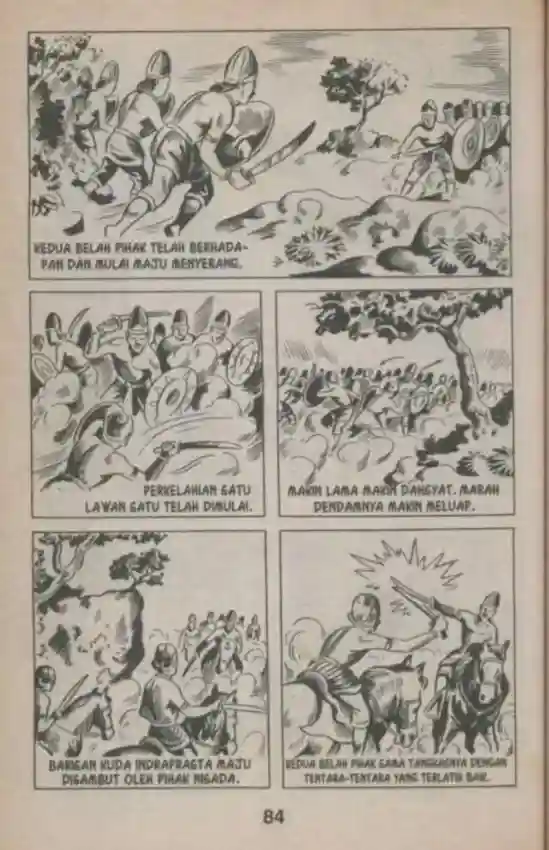 KEDUA BELAH PIHAK TELAH BERHADA-
PAN DAN MULAI MAJU MENYERANG.
PERKELAHIAN SATU
LAWAN SATU TELAH DIMULAI.
MAKIN LAMA MAKIN DAHSYAT. MARAH
DENDAMNYA MAKIN MELUAP.
BARISAN KUDA INDRAPRASTA MAJU
DISAMBUT OLEH PIHAK NISADA.
KEDUA BELAH PIHAK SAMA TANGKASNYA DENGAN
TENTARA-TENTARA YANG TERLATIH BAIK.
84